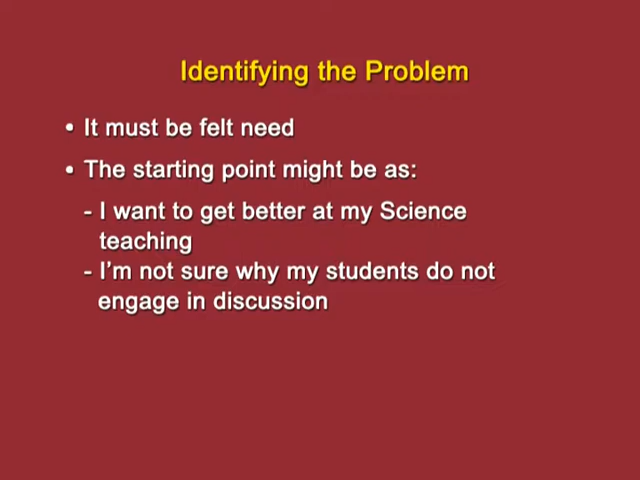 Identifying the Problem
• It must be felt need
• The starting point might be as:
- I want to get better at my Science
teaching
- I'm not sure why my students do not
engage in discussion